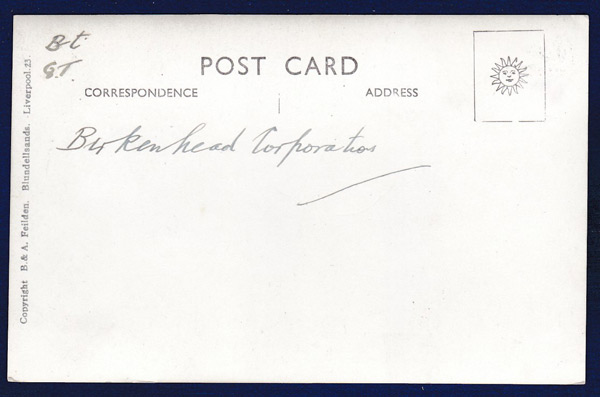 Bt.
GT.
POST CARD
CORRESPONDENCE
ADDRESS
Birkenhead Corporation
Copyright B. & A. Feilden. Blundellsands. Liverpool.23.